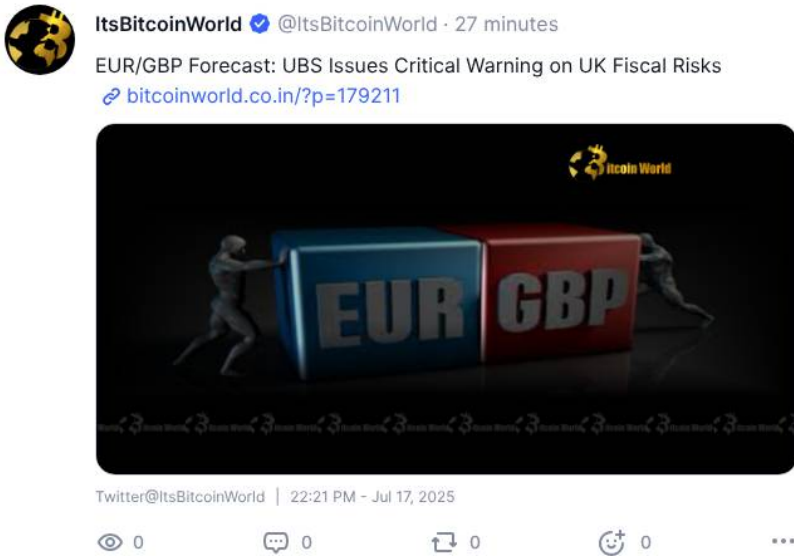 ItsBitcoinWorld @ItsBitcoinWorld · 27 minutes
EUR/GBP Forecast: UBS Issues Critical Warning on UK Fiscal Risks
bitcoinworld.co.in/?p=179211
Bitcoin World
EUR GBP
Twitter@ItsBitcoinWorld | 22:21 PM - Jul 17, 2025
0 0 0 0